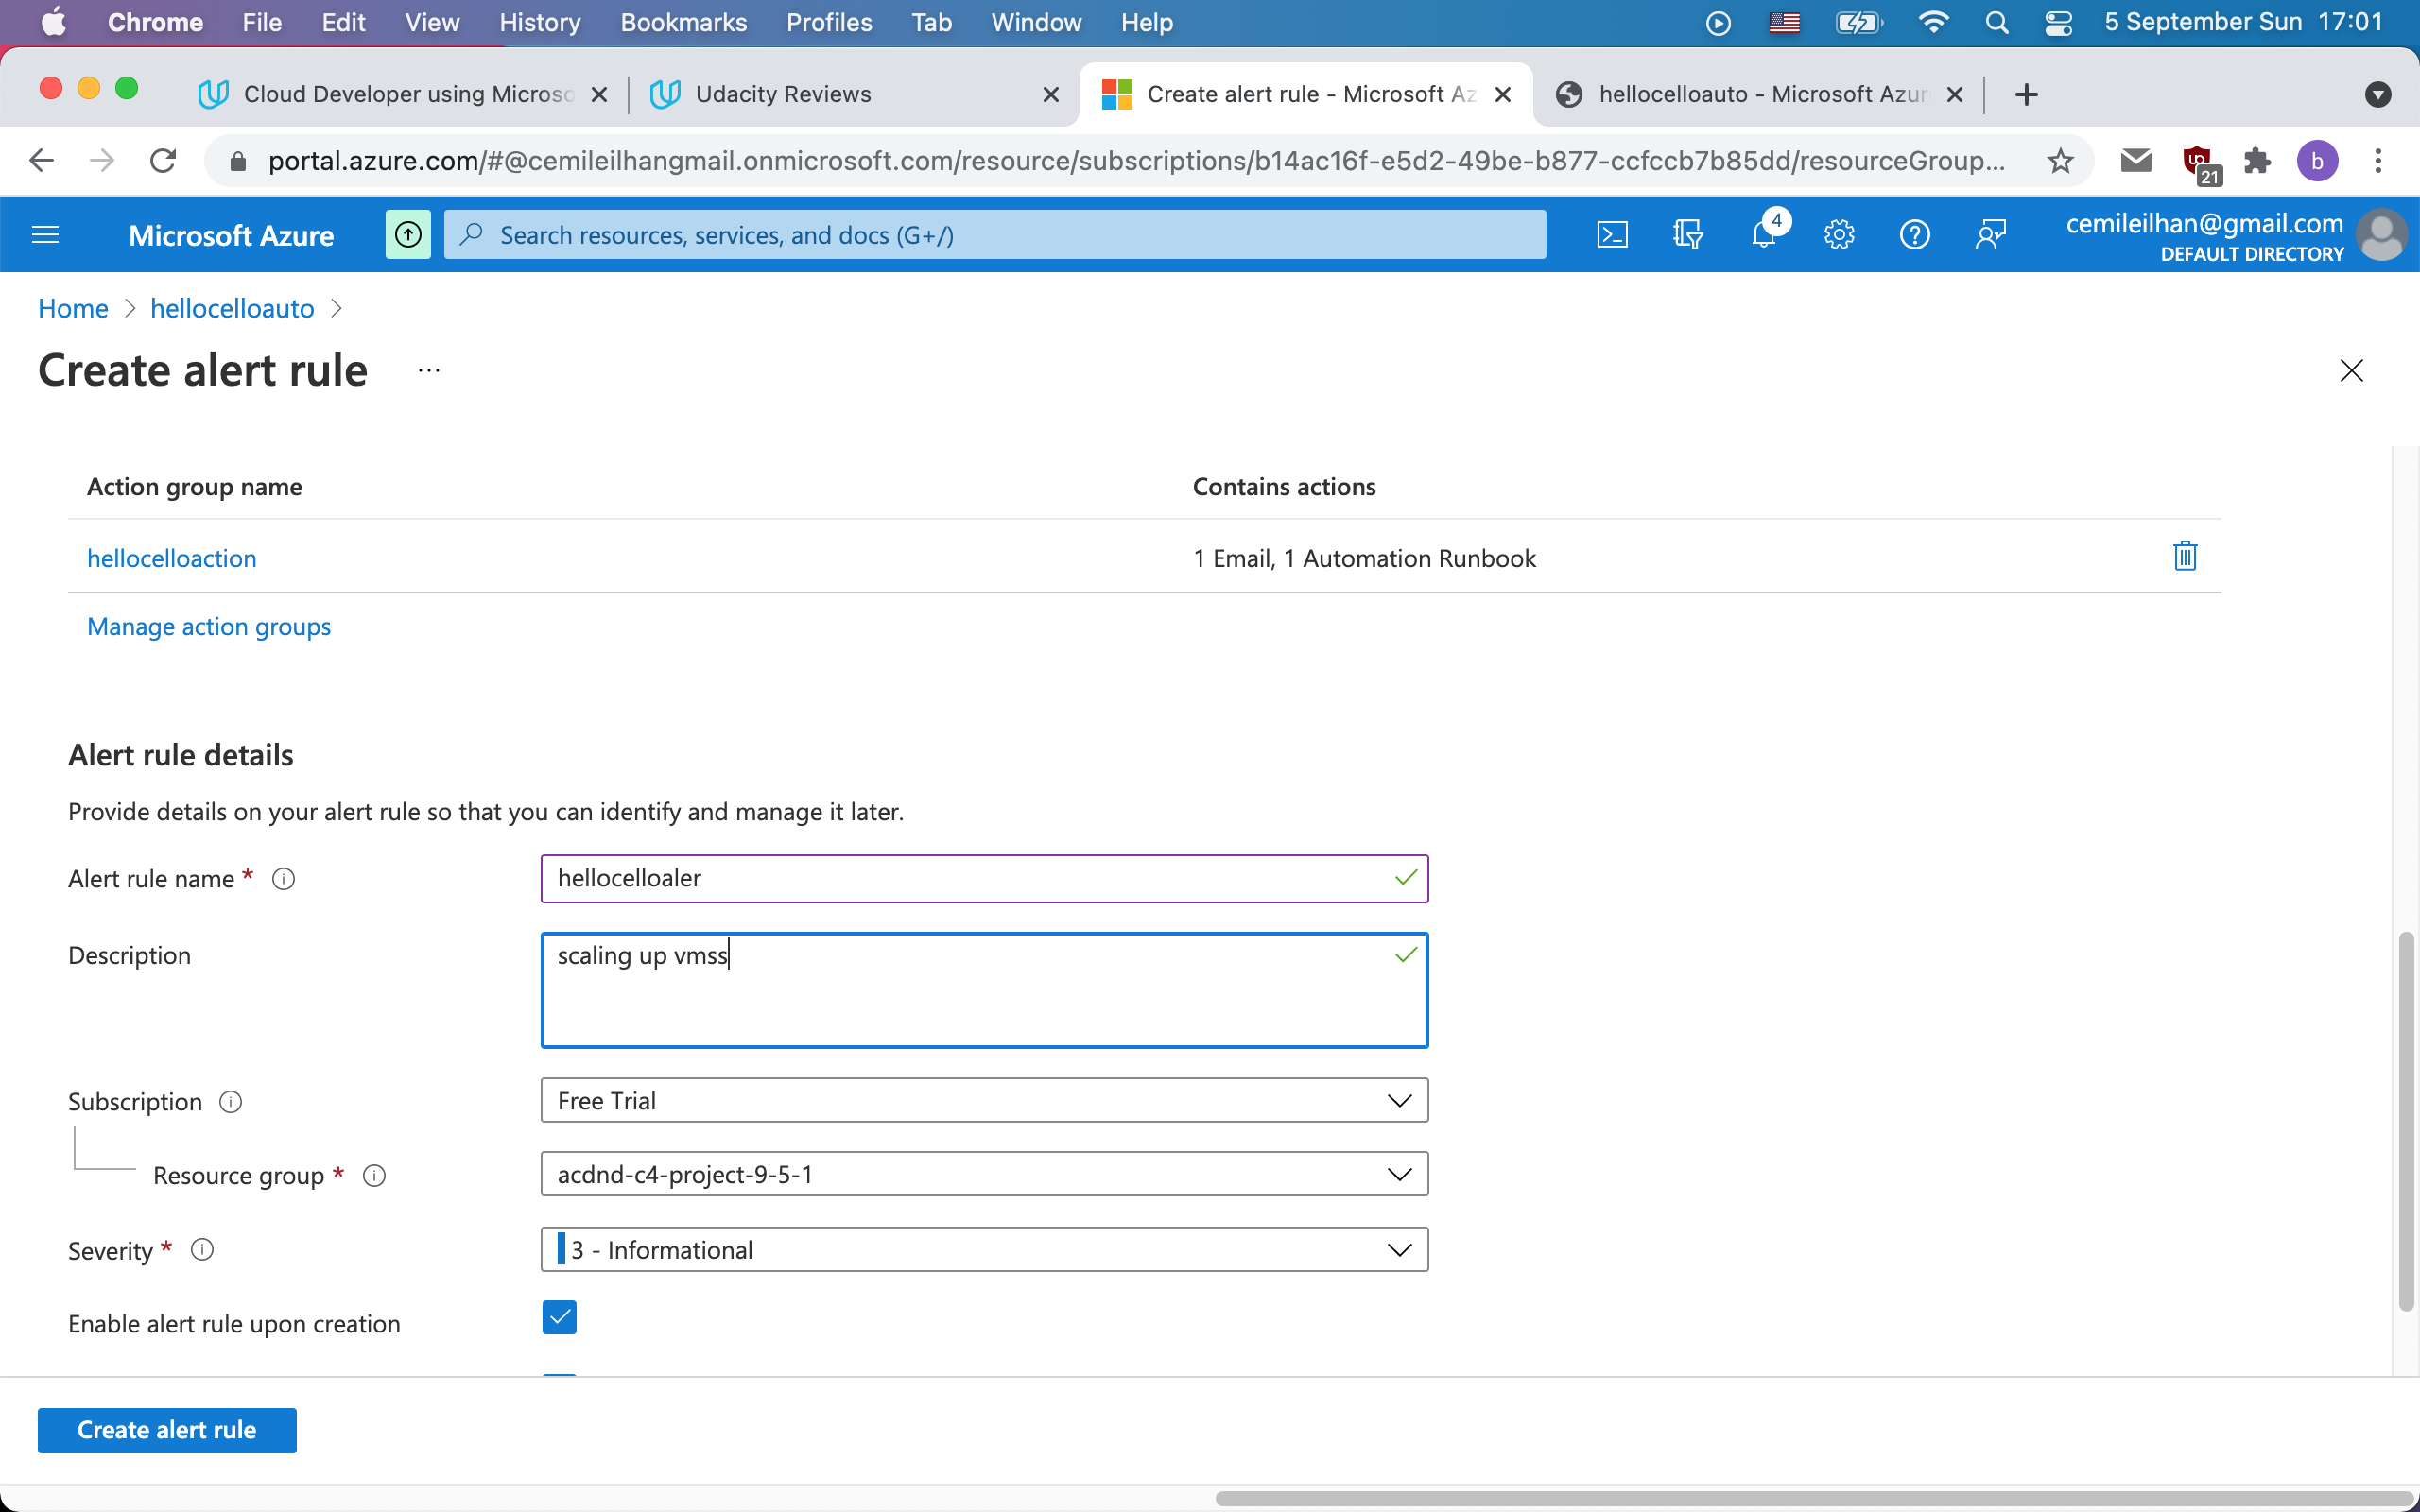 Chrome File Edit View History Bookmarks Profiles Tab Window Help 5 September Sun 17:01
Cloud Developer using Microso Udacity Reviews Create alert rule - Microsoft Az hellocelloauto - Microsoft Azur
portal.azure.com/#@cemileilhangmail.onmicrosoft.com/resource/subscriptions/b14ac16f-e5d2-49be-b877-ccfccb7b85dd/resourceGroup... 21 b
Microsoft Azure Search resources, services, and docs (G+/) 4 cemileilhan@gmail.com
DEFAULT DIRECTORY
Home > hellocelloauto >
Create alert rule ...
Action group name Contains actions
hellocelloaction 1 Email, 1 Automation Runbook
Manage action groups
Alert rule details
Provide details on your alert rule so that you can identify and manage it later.
Alert rule name * hellocelloaler
Description scaling up vmss
Subscription Free Trial
Resource group * acdnd-c4-project-9-5-1
Severity * 3 - Informational
Enable alert rule upon creation
Create alert rule